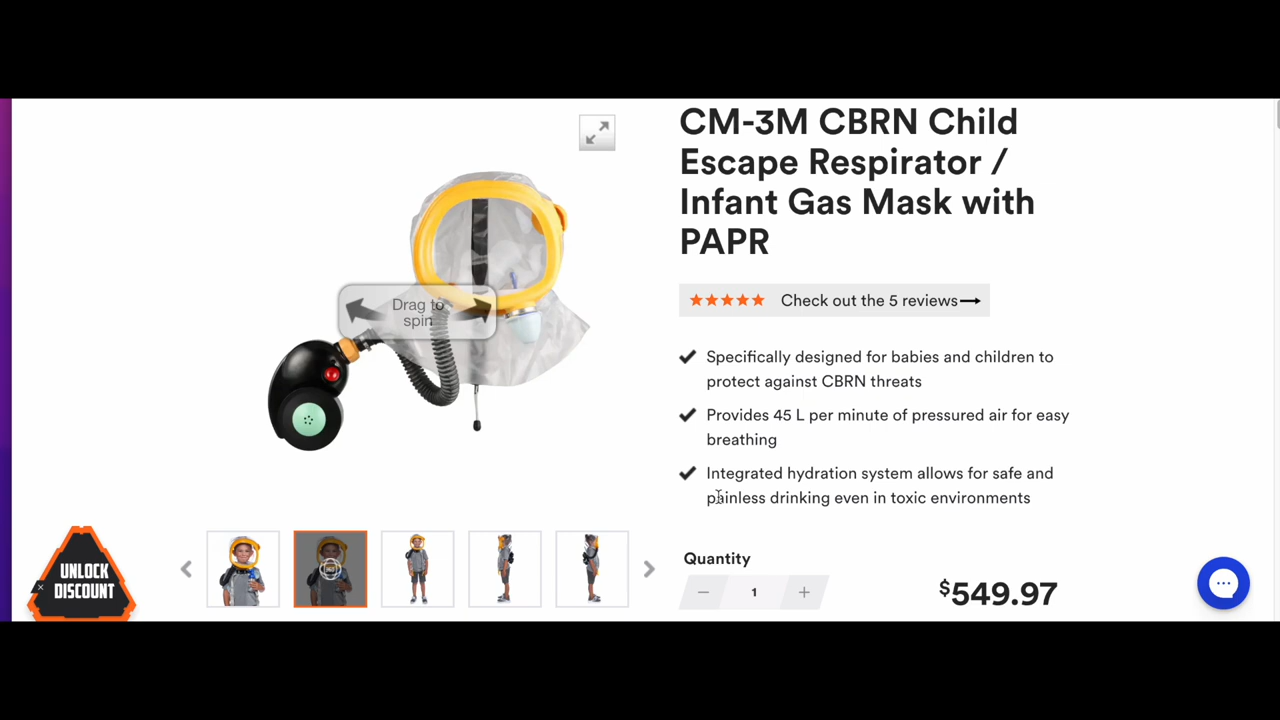 CM-3M CBRN Child
Escape Respirator /
Infant Gas Mask with
PAPR
Check out the 5 reviews
Drag to
spin
Specifically designed for babies and children to
protect against CBRN threats
Provides 45 L per minute of pressured air for easy
breathing
Integrated hydration system allows for safe and
painless drinking even in toxic environments
Quantity
1
$549.97
UNLOCK
DISCOUNT